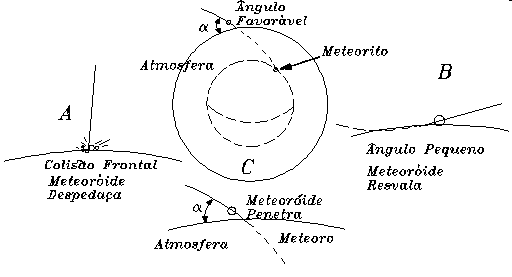 Ângulo
Favorável
α
Meteorito
Atmosfera
A
B
Colisão Frontal
Meteoróide
Despedaça
Ângulo Pequeno
Meteoróide
Resvala
C
α
Meteoróide
Penetra
Atmosfera
Meteoro